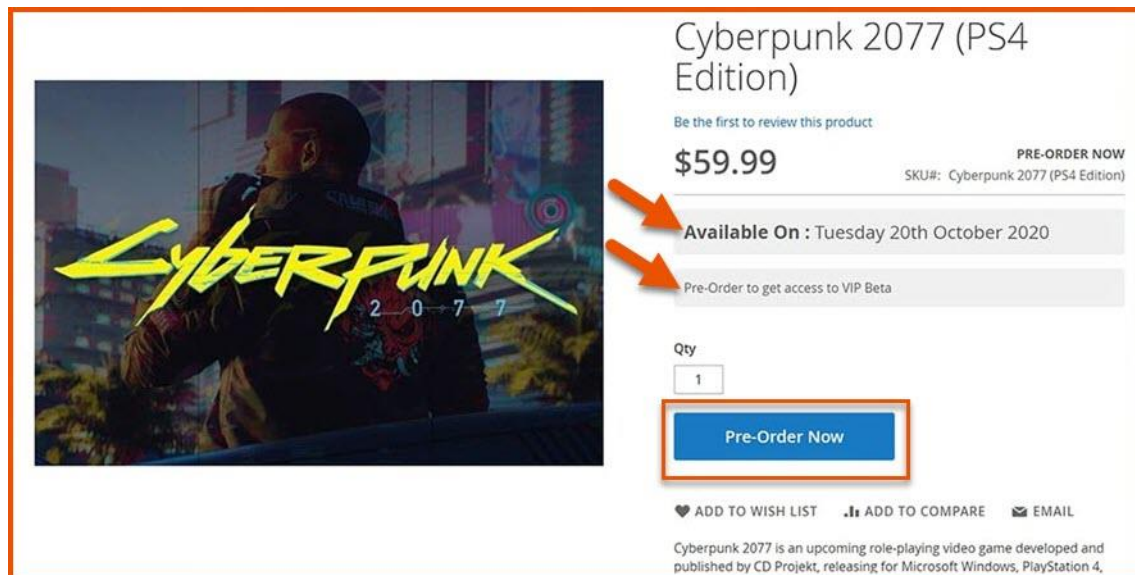 Cyberpunk 2077 (PS4
Edition)
Be the first to review this product
$59.99
PRE-ORDER NOW
SKU#: Cyberpunk 2077 (PS4 Edition)
CYBERPUNK
2077
Available On : Tuesday 20th October 2020
Pre-Order to get access to VIP Beta
Qty
1
Pre-Order Now
ADD TO WISH LIST ADD TO COMPARE EMAIL
Cyberpunk 2077 is an upcoming role-playing video game developed and
published by CD Projekt, releasing for Microsoft Windows, PlayStation 4,